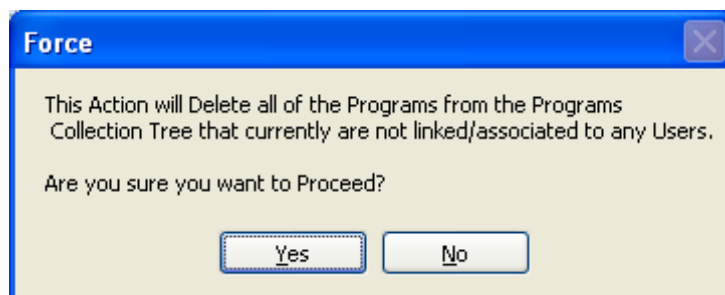 Force
This Action will Delete all of the Programs from the Programs
Collection Tree that currently are not linked/associated to any Users.
Are you sure you want to Proceed?
Yes No